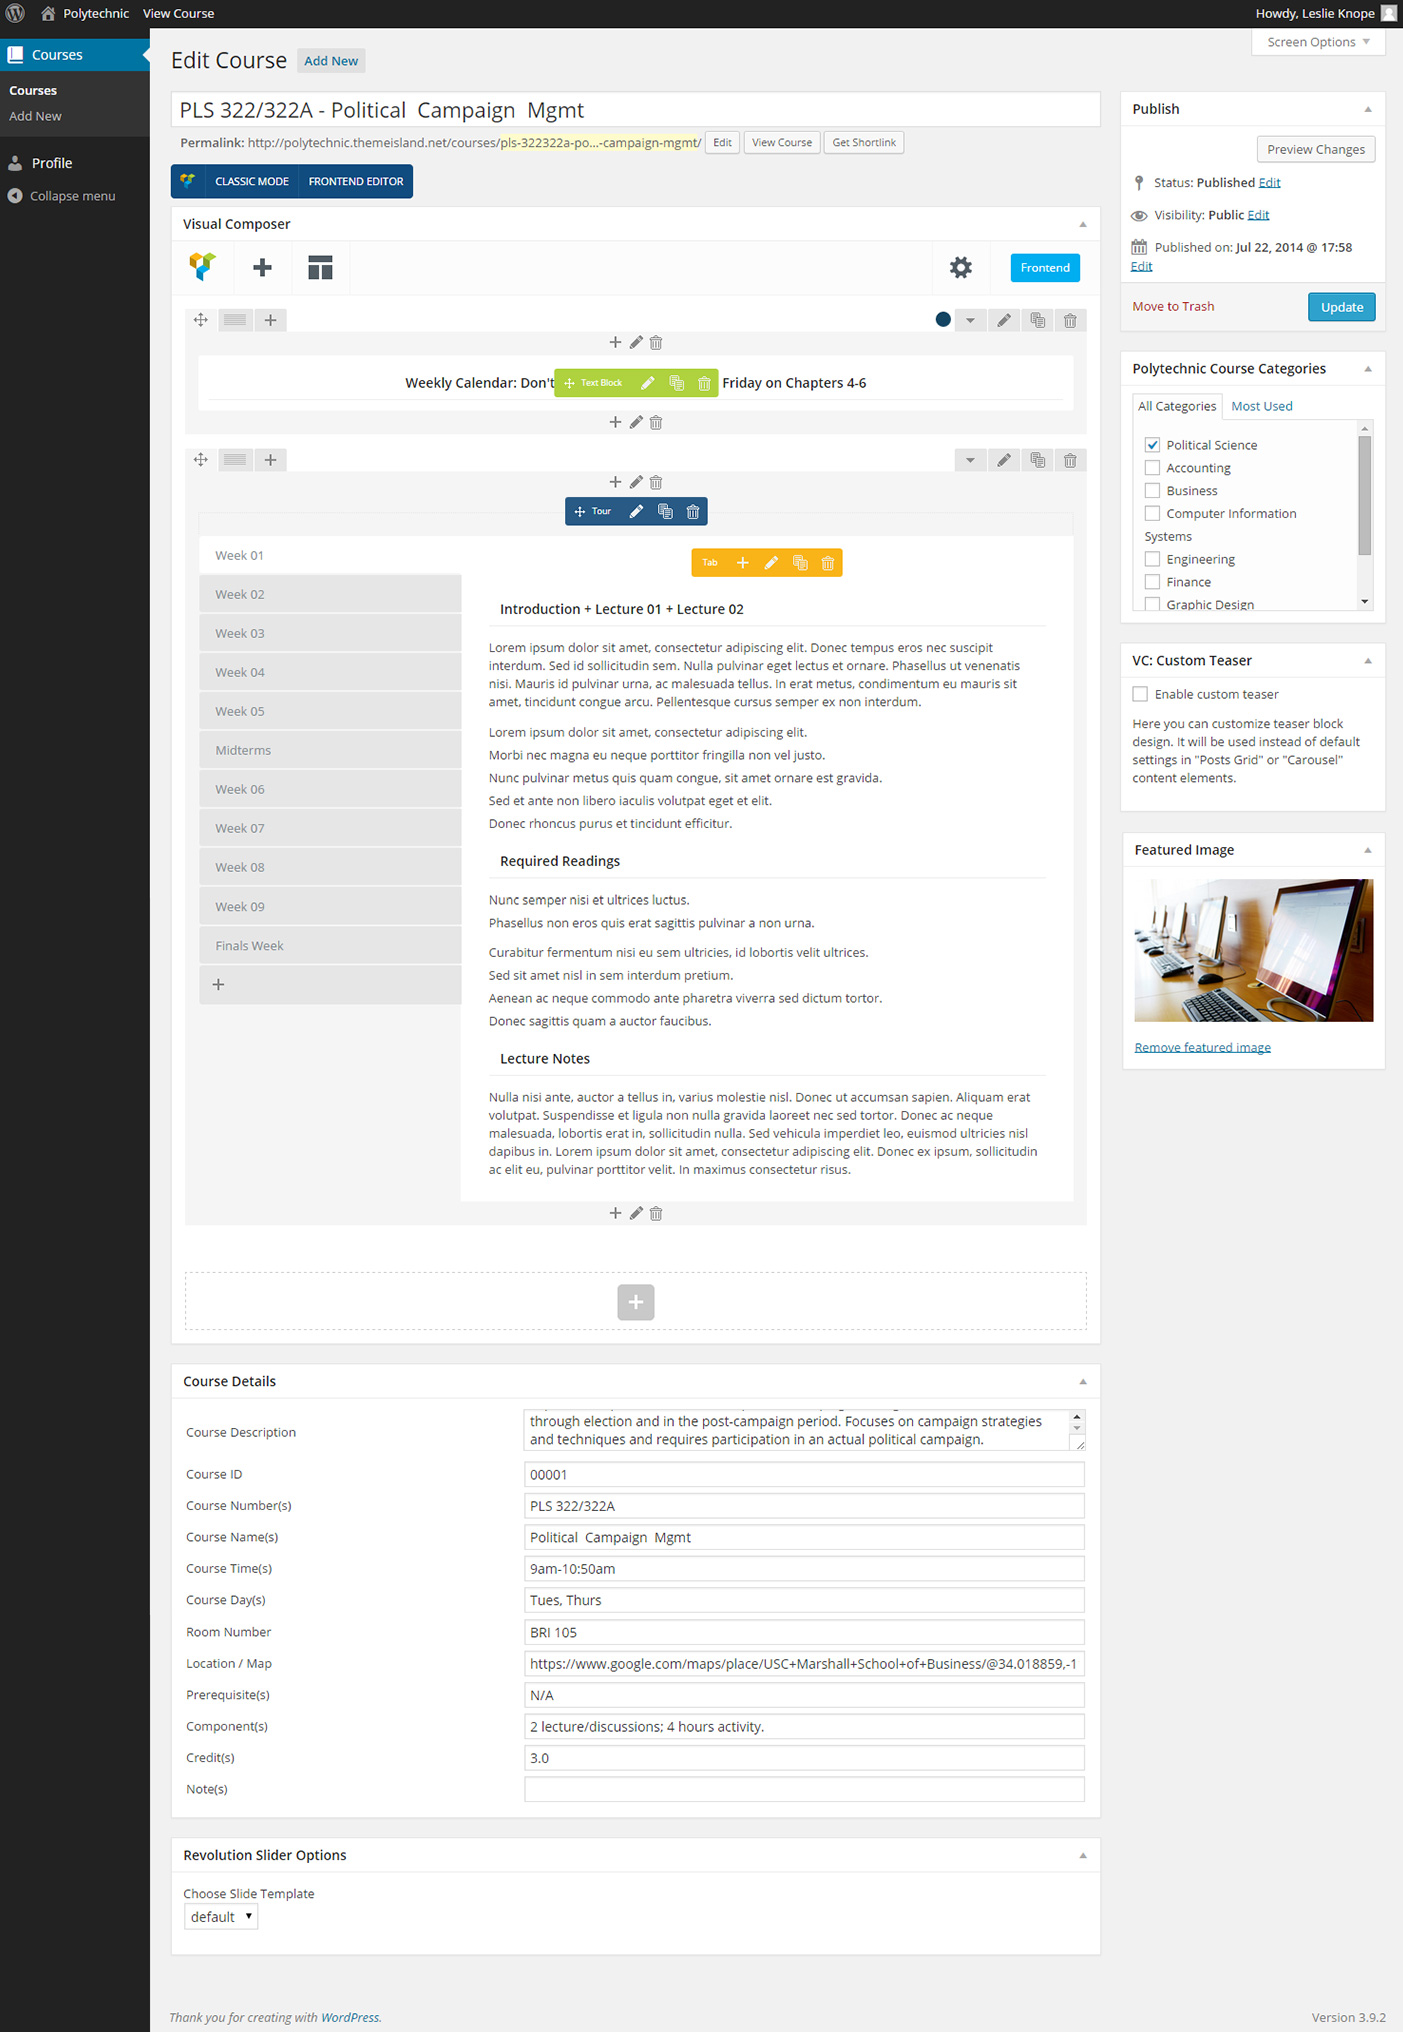 Polytechnic View Course Howdy, Leslie Knope
Screen Options
Courses
Courses
Add New
Profile
Collapse menu
Edit Course Add New
PLS 322/322A - Political Campaign Mgmt
Permalink: http://polytechnic.themeisland.net/courses/pls-322322a-po...-campaign-mgmt/ Edit View Course Get Shortlink
CLASSIC MODE FRONTEND EDITOR
Visual Composer
Frontend
Weekly Calendar: Don't Text Block Friday on Chapters 4-6
Tour
Week 01
Week 02
Week 03
Week 04
Week 05
Midterms
Week 06
Week 07
Week 08
Week 09
Finals Week
Tab
Introduction + Lecture 01 + Lecture 02
Lorem ipsum dolor sit amet, consectetur adipiscing elit. Donec tempus eros nec suscipit
interdum. Sed id sollicitudin sem. Nulla pulvinar eget lectus et ornare. Phasellus ut venenatis
nisi. Mauris id pulvinar urna, ac malesuada tellus. In erat metus, condimentum eu mauris sit
amet, tincidunt congue arcu. Pellentesque cursus semper ex non interdum.
Lorem ipsum dolor sit amet, consectetur adipiscing elit.
Morbi nec magna eu neque porttitor fringilla non vel justo.
Nunc pulvinar metus quis quam congue, sit amet ornare est gravida.
Sed et ante non libero iaculis volutpat eget et elit.
Donec rhoncus purus et tincidunt efficitur.
Required Readings
Nunc semper nisi et ultrices luctus.
Phasellus non eros quis erat sagittis pulvinar a non urna.
Curabitur fermentum nisi eu sem ultricies, id lobortis velit ultrices.
Sed sit amet nisl in sem interdum pretium.
Aenean ac neque commodo ante pharetra viverra sed dictum tortor.
Donec sagittis quam a auctor faucibus.
Lecture Notes
Nulla nisi ante, auctor a tellus in, varius molestie nisl. Donec ut accumsan sapien. Aliquam erat
volutpat. Suspendisse et ligula non nulla gravida laoreet nec sed tortor. Donec ac neque
malesuada, lobortis erat in, sollicitudin nulla. Sed vehicula imperdiet leo, euismod ultricies nisl
dapibus in. Lorem ipsum dolor sit amet, consectetur adipiscing elit. Donec ex ipsum, sollicitudin
ac elit eu, pulvinar porttitor velit. In maximus consectetur risus.
Course Details
Course Description
through election and in the post-campaign period. Focuses on campaign strategies
and techniques and requires participation in an actual political campaign.
Course ID 00001
Course Number(s) PLS 322/322A
Course Name(s) Political Campaign Mgmt
Course Time(s) 9am-10:50am
Course Day(s) Tues, Thurs
Room Number BRI 105
Location / Map https://www.google.com/maps/place/USC+Marshall+School+of+Business/@34.018859,-1
Prerequisite(s) N/A
Component(s) 2 lecture/discussions; 4 hours activity.
Credit(s) 3.0
Note(s)
Revolution Slider Options
Choose Slide Template
default
Publish
Preview Changes
Status: Published Edit
Visibility: Public Edit
Published on: Jul 22, 2014 @ 17:58
Edit
Move to Trash Update
Polytechnic Course Categories
All Categories Most Used
Political Science
Accounting
Business
Computer Information
Systems
Engineering
Finance
Graphic Design
VC: Custom Teaser
Enable custom teaser
Here you can customize teaser block
design. It will be used instead of default
settings in "Posts Grid" or "Carousel"
content elements.
Featured Image
Remove featured image
Thank you for creating with WordPress. Version 3.9.2